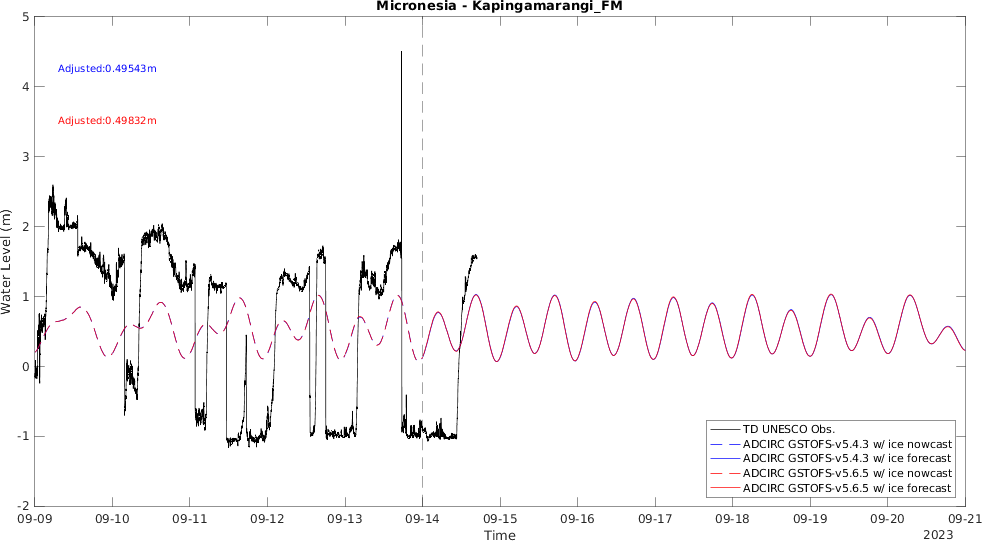 Micronesia - Kapingamarangi_FM
5
4
3
2
1
0
-1
-2
Water Level (m)
Adjusted:0.49543m
Adjusted:0.49832m
TD UNESCO Obs.
ADCIRC GSTOFS-v5.4.3 w/ ice nowcast
ADCIRC GSTOFS-v5.4.3 w/ ice forecast
ADCIRC GSTOFS-v5.6.5 w/ ice nowcast
ADCIRC GSTOFS-v5.6.5 w/ ice forecast
09-09 09-10 09-11 09-12 09-13 09-14 09-15 09-16 09-17 09-18 09-19 09-20 09-21
Time
2023